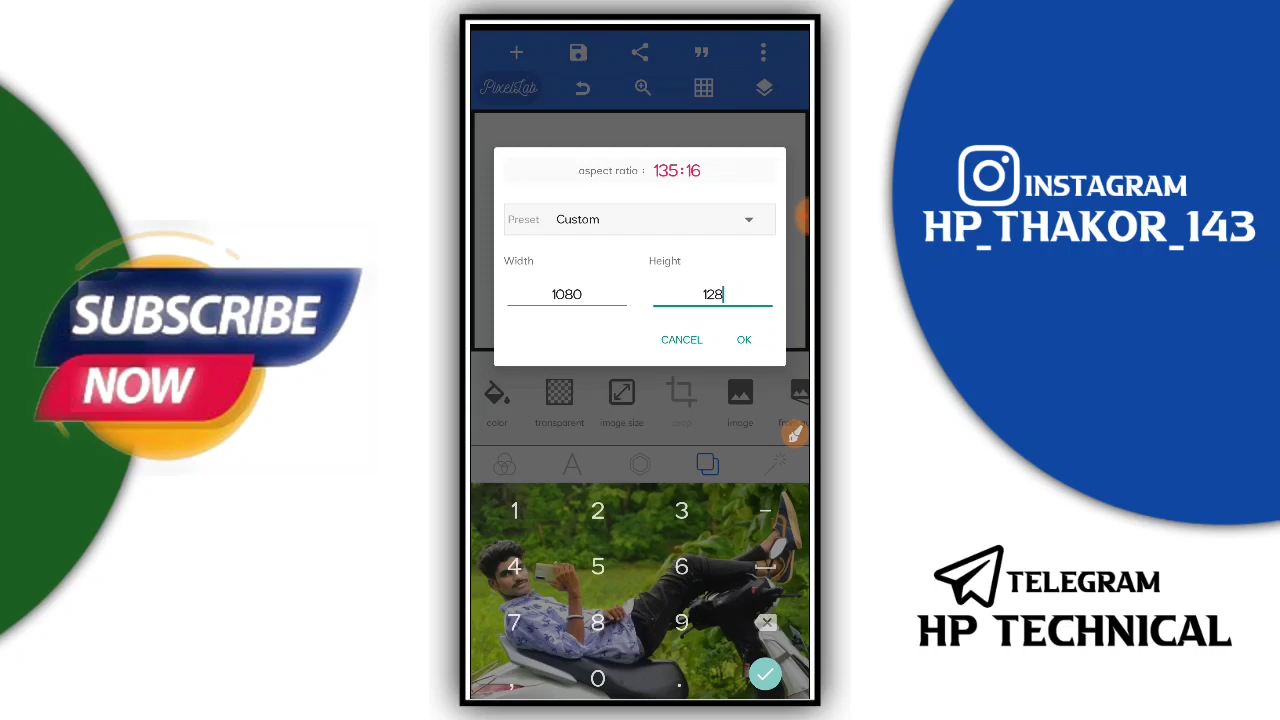 PixelLab
aspect ratio : 135:16
Preset Custom
Width Height
1080 128
CANCEL OK
color transparent image size crop image
1 2 3 –
4 5 6
7 8 9
, 0 .
SUBSCRIBE
NOW
INSTAGRAM
HP_THAKOR_143
TELEGRAM
HP TECHNICAL